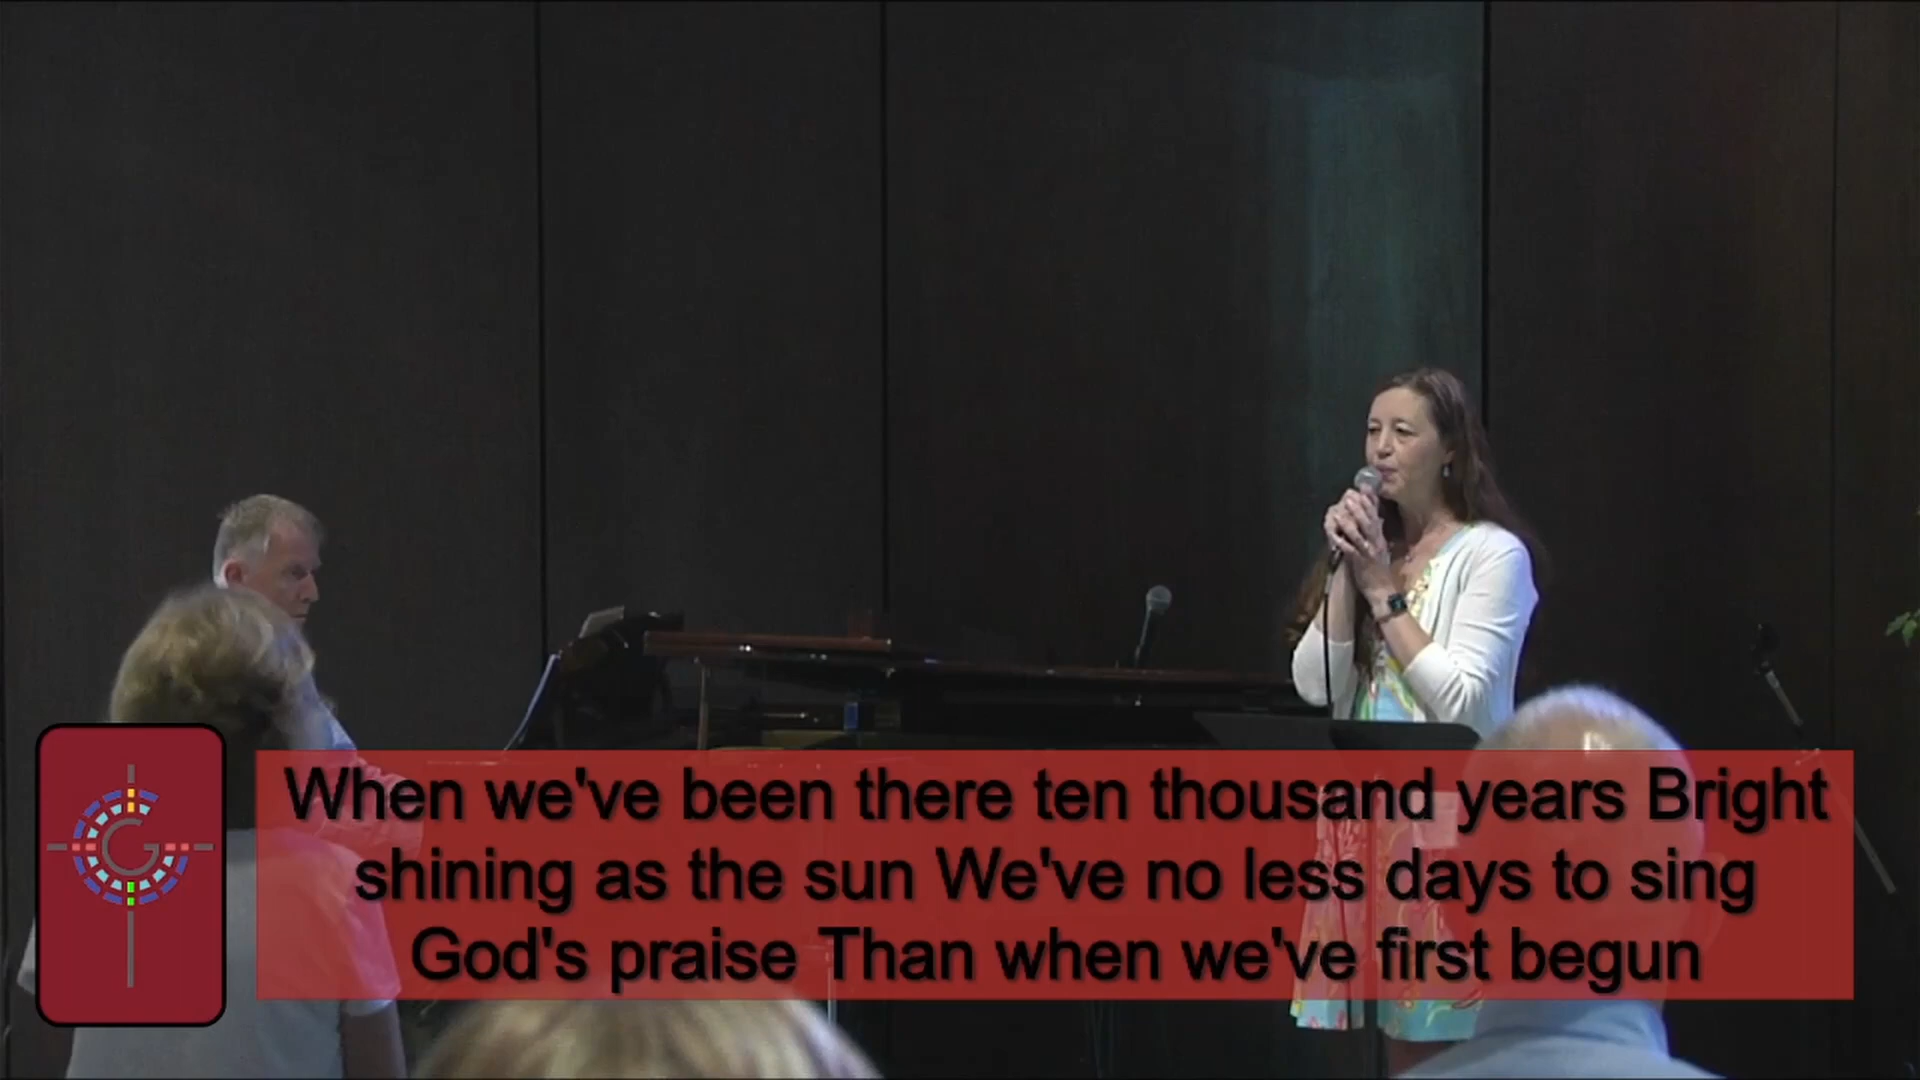 When we've been there ten thousand years Bright
shining as the sun We've no less days to sing
God's praise Than when we've first begun